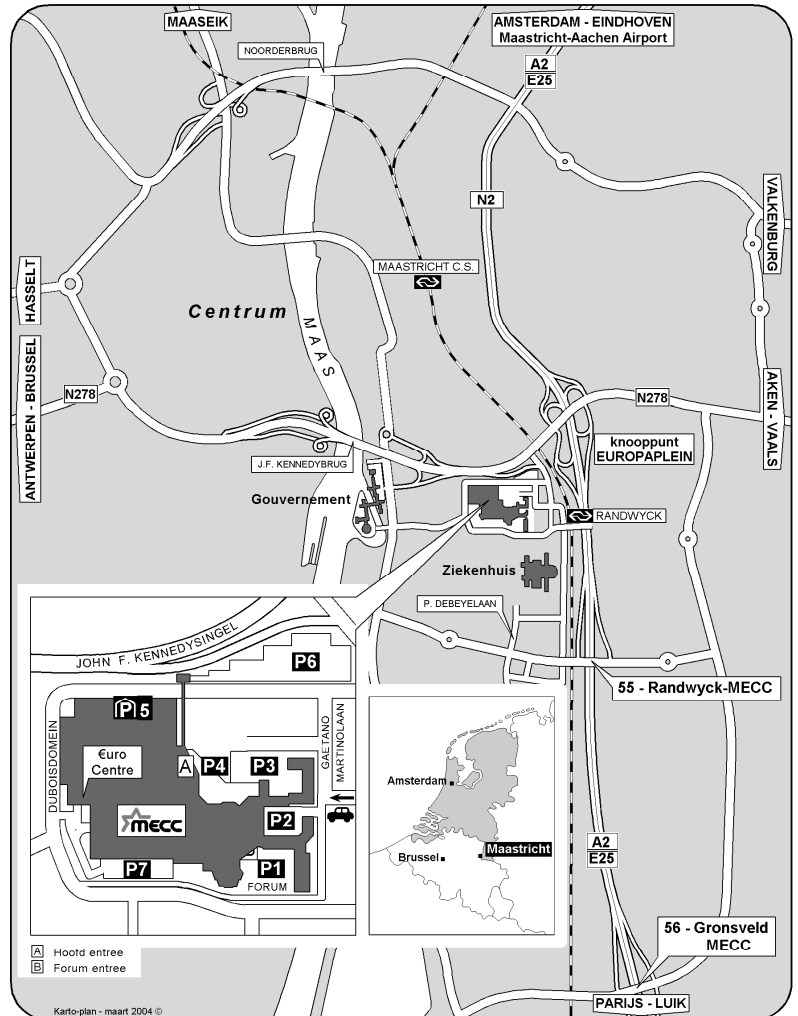 MAASEIK
AMSTERDAM - EINDHOVEN
Maastricht-Aachen Airport
NOORDERBRUG
A2
E25
N2
VALKENBURG
MAASTRICHT C.S.
HASSELT
Centrum
MAAS
ANTWERPEN - BRUSSEL
N278
N278
AKEN - VAALS
knooppunt
EUROPAPLEIN
J.F. KENNEDYBRUG
Gouvernement
RANDWYCK
Ziekenhuis
P. DEBEYELAAN
JOHN F. KENNEDYSINGEL
P6
55 - Randwyck-MECC
P 5
GAETANO
MARTINOLAAN
DUBOISDOMEIN
€uro
Centre
A
P4
P3
MECC
P2
P7
P1
FORUM
Amsterdam
Brussel
Maastricht
A2
E25
56 - Gronsveld
MECC
A Hoofd entree
B Forum entree
PARIJS - LUIK
Karto-plan - maart 2004 ©